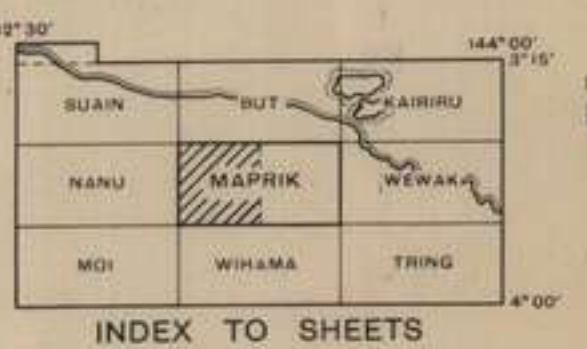 2° 30′
144° 00′
3° 15′
SUAIN BUT KAIRIRU
NANU MAPRIK WEWAK
MOI WIHAMA TRING
4° 00′
INDEX TO SHEETS